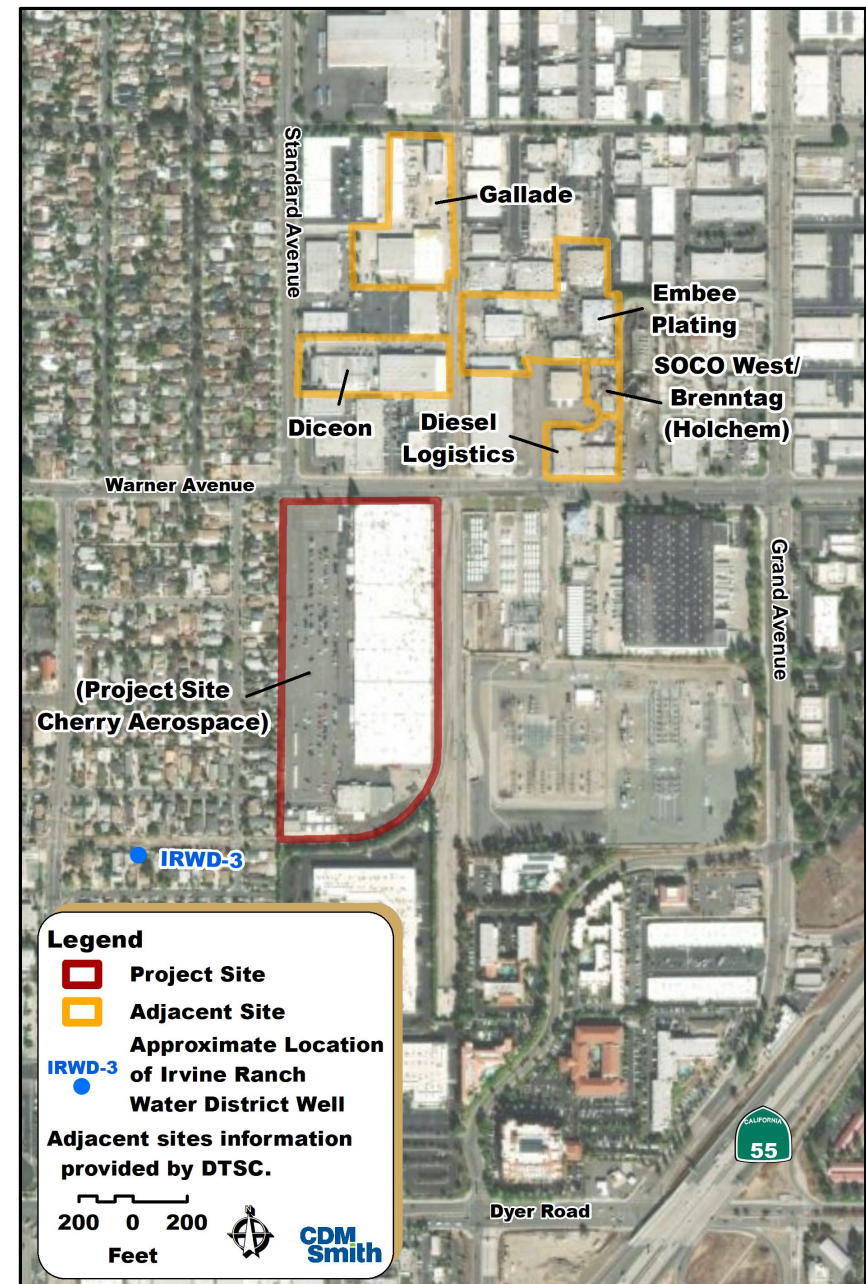 Standard Avenue
Gallade
Embee
Plating
SOCO West/
Brenntag
(Holchem)
Diceon
Diesel
Logistics
Warner Avenue
Grand Avenue
(Project Site
Cherry Aerospace)
IRWD-3
Legend
Project Site
Adjacent Site
IRWD-3
Approximate Location
of Irvine Ranch
Water District Well
Adjacent sites information
provided by DTSC.
200 0 200
Feet
N
CDM
Smith
CALIFORNIA
55
Dyer Road